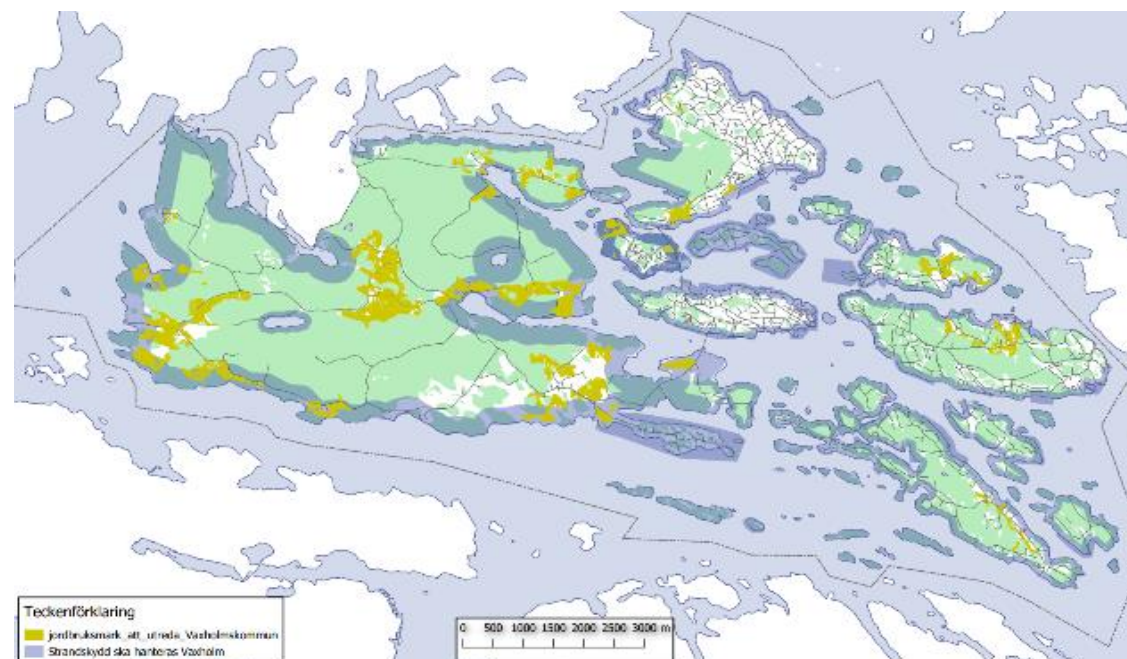 Teckenförklaring
jordbruksmark_att_utreda_Vaxholmskommun
Strandskydd ska hanteras Vaxholm
0 500 1000 1500 2000 2500 3000 m